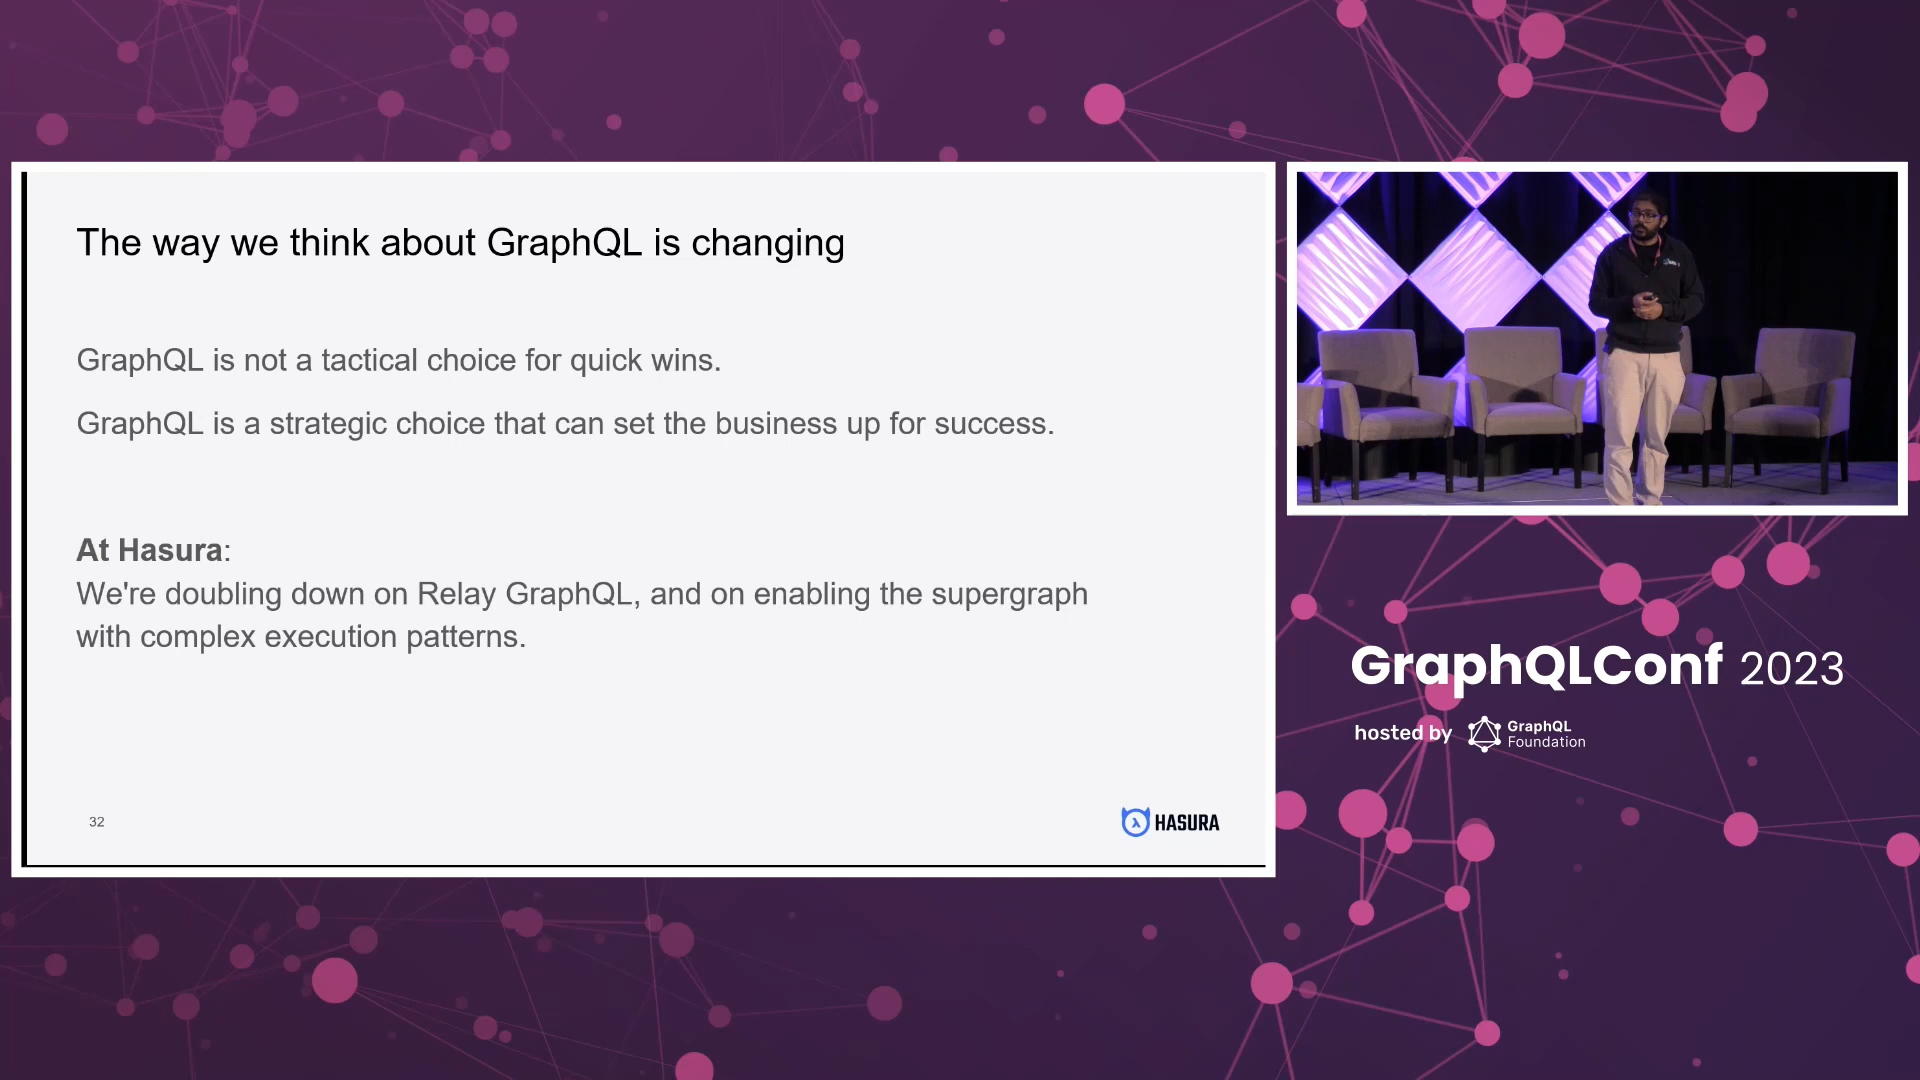 The way we think about GraphQL is changing
GraphQL is not a tactical choice for quick wins.
GraphQL is a strategic choice that can set the business up for success.
At Hasura:
We're doubling down on Relay GraphQL, and on enabling the supergraph
with complex execution patterns.
32
HASURA
GraphQLConf 2023
hosted by
GraphQL
Foundation